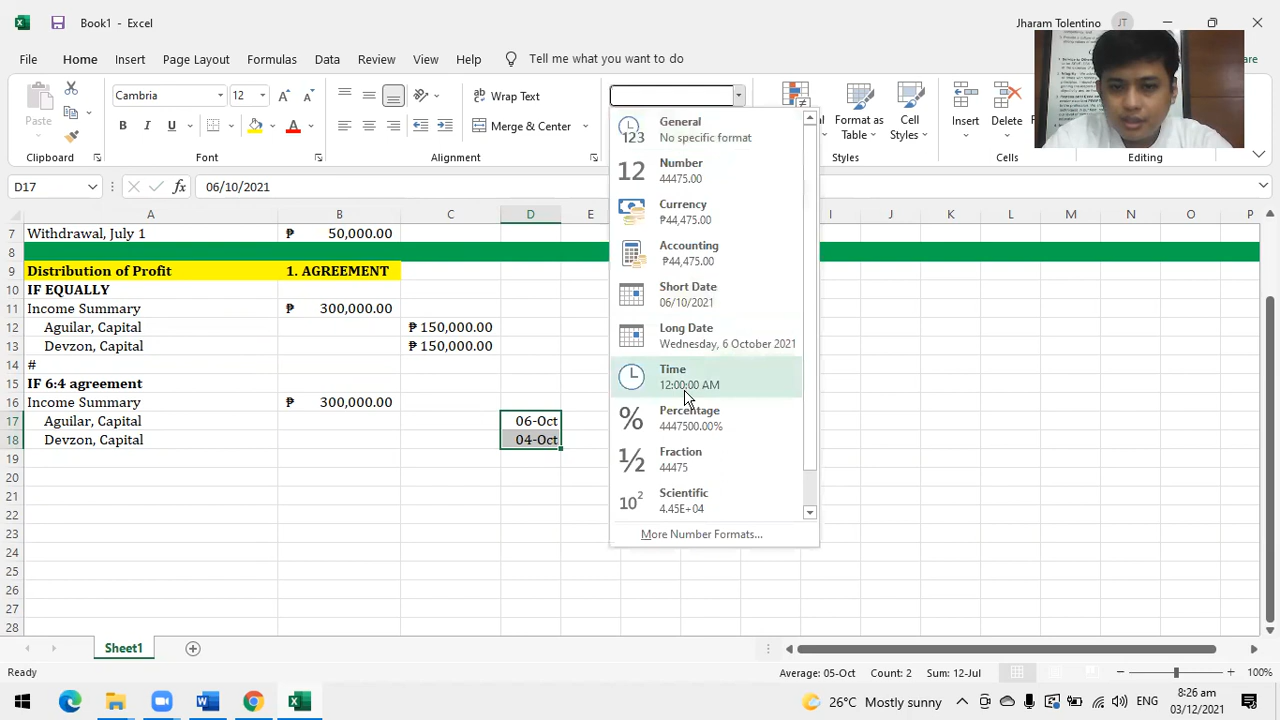 Book1 - Excel
Jharam Tolentino
JT
File
Home
Insert
Page Layout
Formulas
Data
Review
View
Help
Tell me what you want to do
Paste
Cambria
12
Wrap Text
Merge & Center
Format as
Table
Cell
Styles
Insert
Delete
Clipboard
Font
Alignment
Styles
Cells
Editing
D17
06/10/2021
General
No specific format
Number
44475.00
Currency
₱44,475.00
Accounting
₱44,475.00
Short Date
06/10/2021
Long Date
Wednesday, 6 October 2021
Time
12:00:00 AM
Percentage
4447500.00%
Fraction
44475
Scientific
4.45E+04
More Number Formats...
A B C D E I J K L M N O P
7 Withdrawal, July 1 ₱ 50,000.00
8
9 Distribution of Profit 1. AGREEMENT
10 IF EQUALLY
11 Income Summary ₱ 300,000.00
12 Aguilar, Capital ₱ 150,000.00
13 Devzon, Capital ₱ 150,000.00
14 #
15 IF 6:4 agreement
16 Income Summary ₱ 300,000.00
17 Aguilar, Capital 06-Oct
18 Devzon, Capital 04-Oct
19
20
21
22
23
24
25
26
27
28
Sheet1
Ready
Average: 05-Oct Count: 2 Sum: 12-Jul
100%
26°C Mostly sunny
ENG
8:26 am
03/12/2021